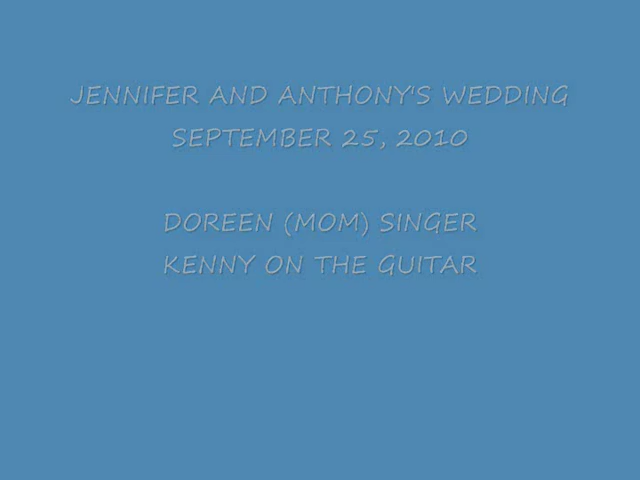 JENNIFER AND ANTHONY'S WEDDING
SEPTEMBER 25, 2010
DOREEN (MOM) SINGER
KENNY ON THE GUITAR